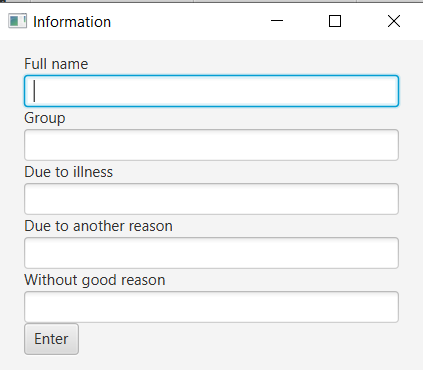 Information
Full name
Group
Due to illness
Due to another reason
Without good reason
Enter